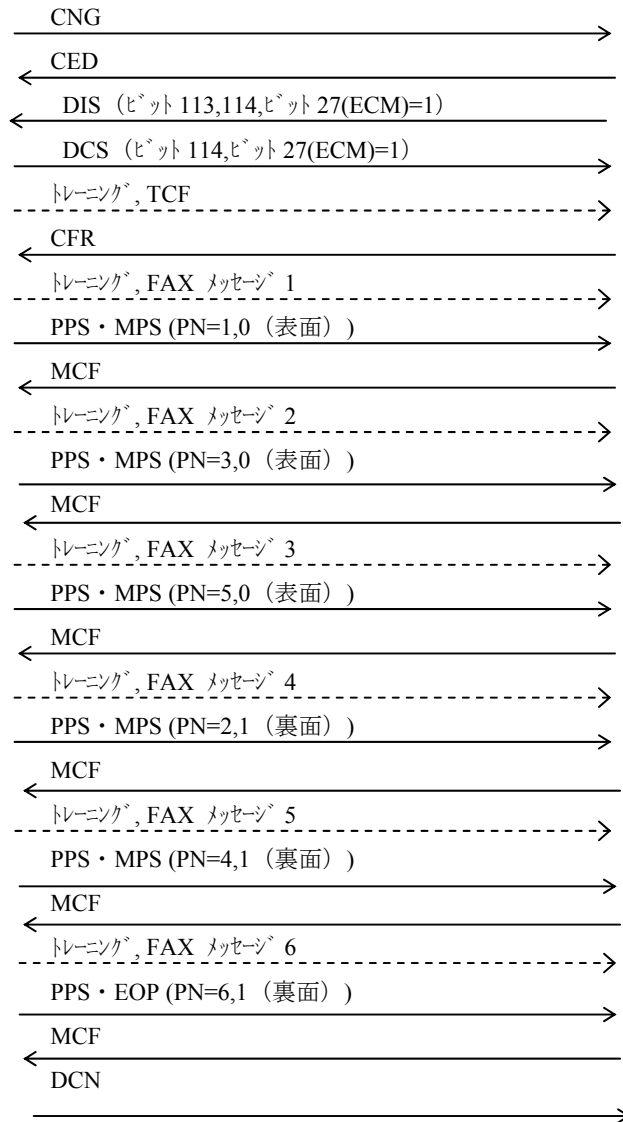 CNG
CED
DIS（ﾋﾞｯﾄ 113,114,ﾋﾞｯﾄ 27(ECM)=1）
DCS（ﾋﾞｯﾄ 114,ﾋﾞｯﾄ 27(ECM)=1）
ﾄﾚｰﾆﾝｸﾞ, TCF
CFR
ﾄﾚｰﾆﾝｸﾞ, FAX ﾒｯｾｰｼﾞ 1
PPS・MPS (PN=1,0（表面）)
MCF
ﾄﾚｰﾆﾝｸﾞ, FAX ﾒｯｾｰｼﾞ 2
PPS・MPS (PN=3,0（表面）)
MCF
ﾄﾚｰﾆﾝｸﾞ, FAX ﾒｯｾｰｼﾞ 3
PPS・MPS (PN=5,0（表面）)
MCF
ﾄﾚｰﾆﾝｸﾞ, FAX ﾒｯｾｰｼﾞ 4
PPS・MPS (PN=2,1（裏面）)
MCF
ﾄﾚｰﾆﾝｸﾞ, FAX ﾒｯｾｰｼﾞ 5
PPS・MPS (PN=4,1（裏面）)
MCF
ﾄﾚｰﾆﾝｸﾞ, FAX ﾒｯｾｰｼﾞ 6
PPS・EOP (PN=6,1（裏面）)
MCF
DCN